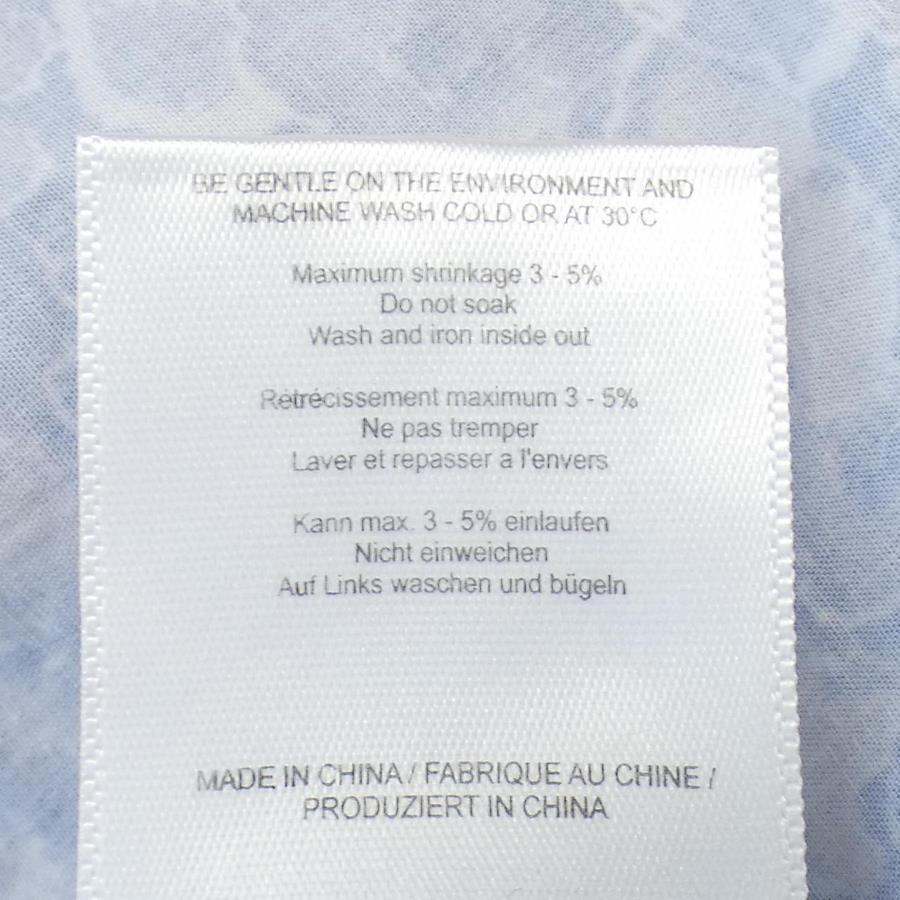 BE GENTLE ON THE ENVIRONMENT AND
MACHINE WASH COLD OR AT 30°C
Maximum shrinkage 3 - 5%
Do not soak
Wash and iron inside out
Rétrécissement maximum 3 - 5%
Ne pas tremper
Laver et repasser a l'envers
Kann max. 3 - 5% einlaufen
Nicht einweichen
Auf Links waschen und bügeln
MADE IN CHINA / FABRIQUE AU CHINE /
PRODUZIERT IN CHINA